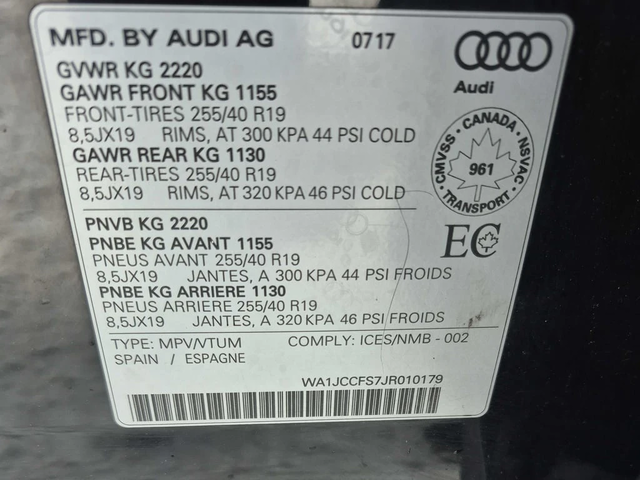 MFD. BY AUDI AG 0717
GVWR KG 2220
GAWR FRONT KG 1155
FRONT-TIRES 255/40 R19
8,5JX19 RIMS, AT 300 KPA 44 PSI COLD
GAWR REAR KG 1130
REAR-TIRES 255/40 R19
8,5JX19 RIMS, AT 320 KPA 46 PSI COLD
Audi
CMVSS - CANADA - NSVAC
961
TRANSPORT
EC
PNVB KG 2220
PNBE KG AVANT 1155
PNEUS AVANT 255/40 R19
8,5JX19 JANTES, A 300 KPA 44 PSI FROIDS
PNBE KG ARRIERE 1130
PNEUS ARRIERE 255/40 R19
8,5JX19 JANTES, A 320 KPA 46 PSI FROIDS
TYPE: MPV/VTUM COMPLY: ICES/NMB - 002
SPAIN / ESPAGNE
WA1JCCFS7JR010179